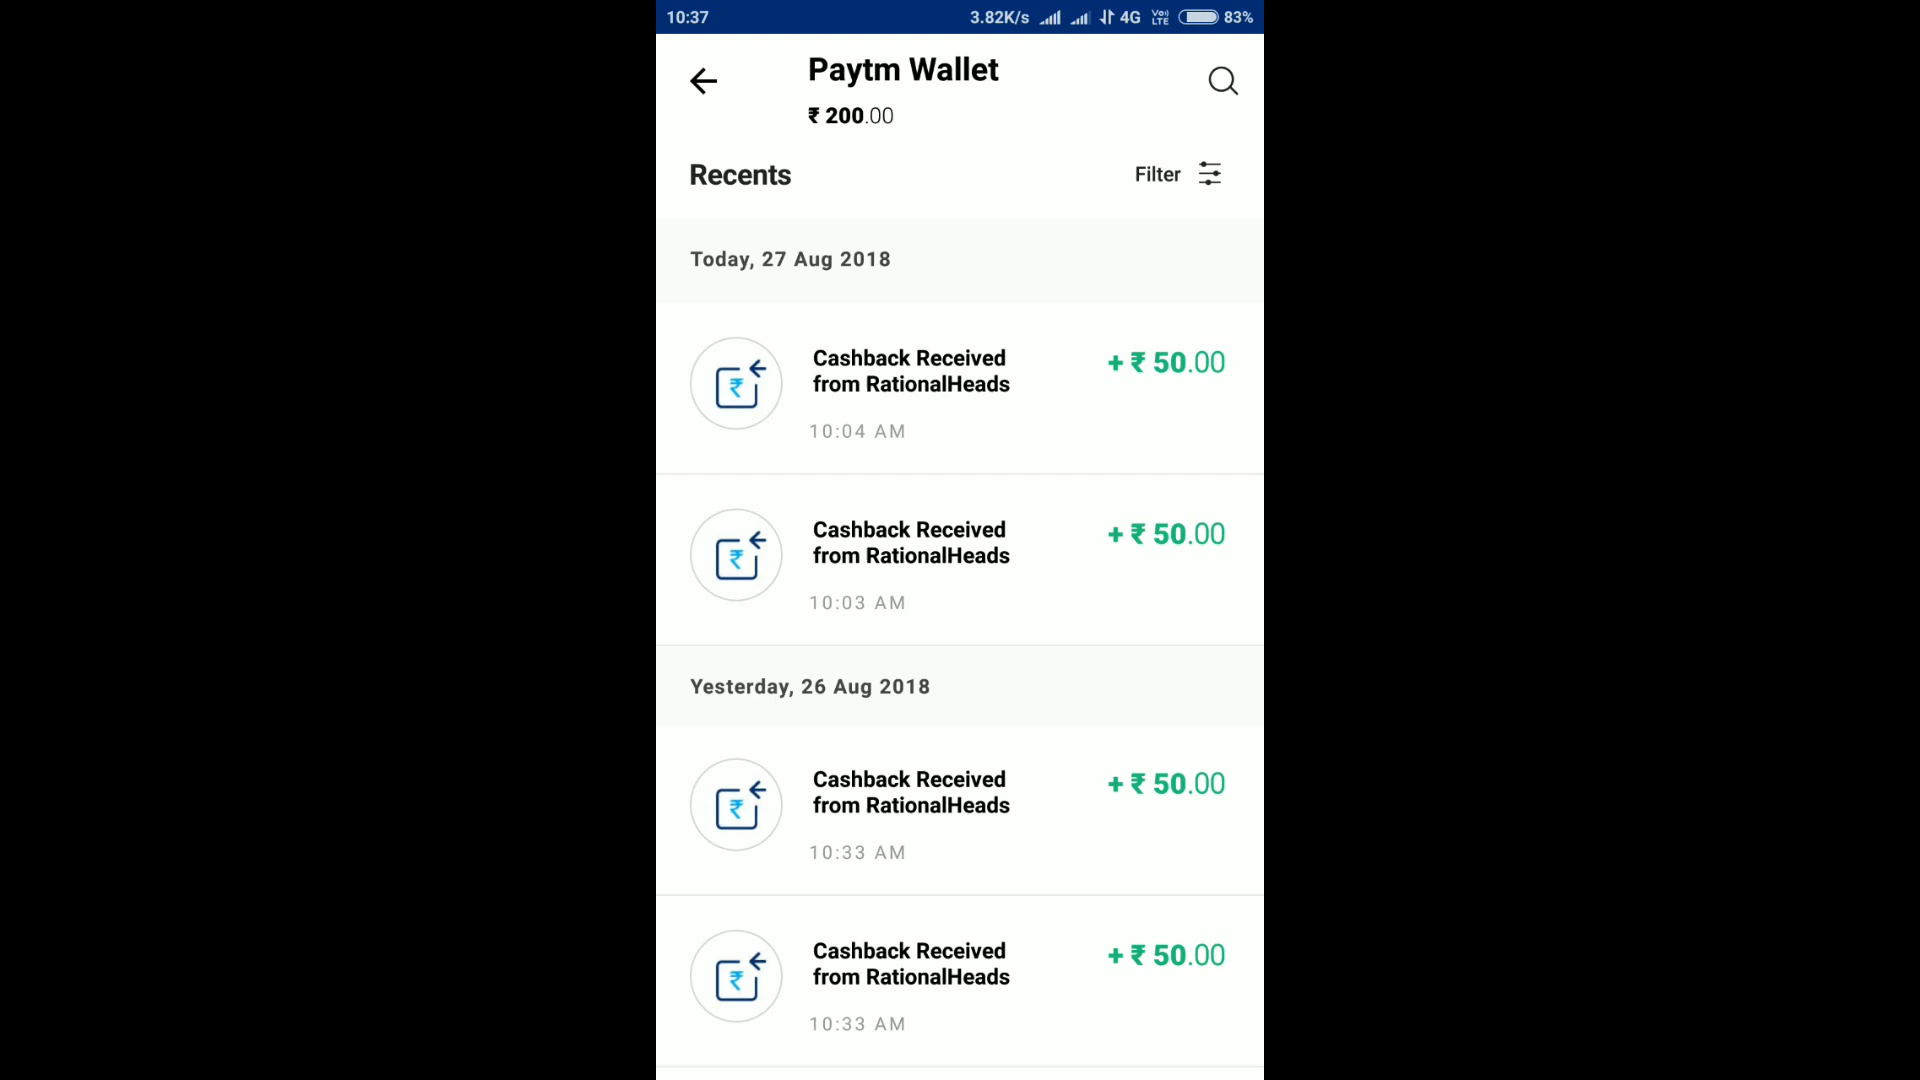 10:37 3.82K/s 4G Vo)) LTE 83%
Paytm Wallet
₹ 200.00
Recents Filter
Today, 27 Aug 2018
Cashback Received + ₹ 50.00
from RationalHeads
10:04 AM
Cashback Received + ₹ 50.00
from RationalHeads
10:03 AM
Yesterday, 26 Aug 2018
Cashback Received + ₹ 50.00
from RationalHeads
10:33 AM
Cashback Received + ₹ 50.00
from RationalHeads
10:33 AM